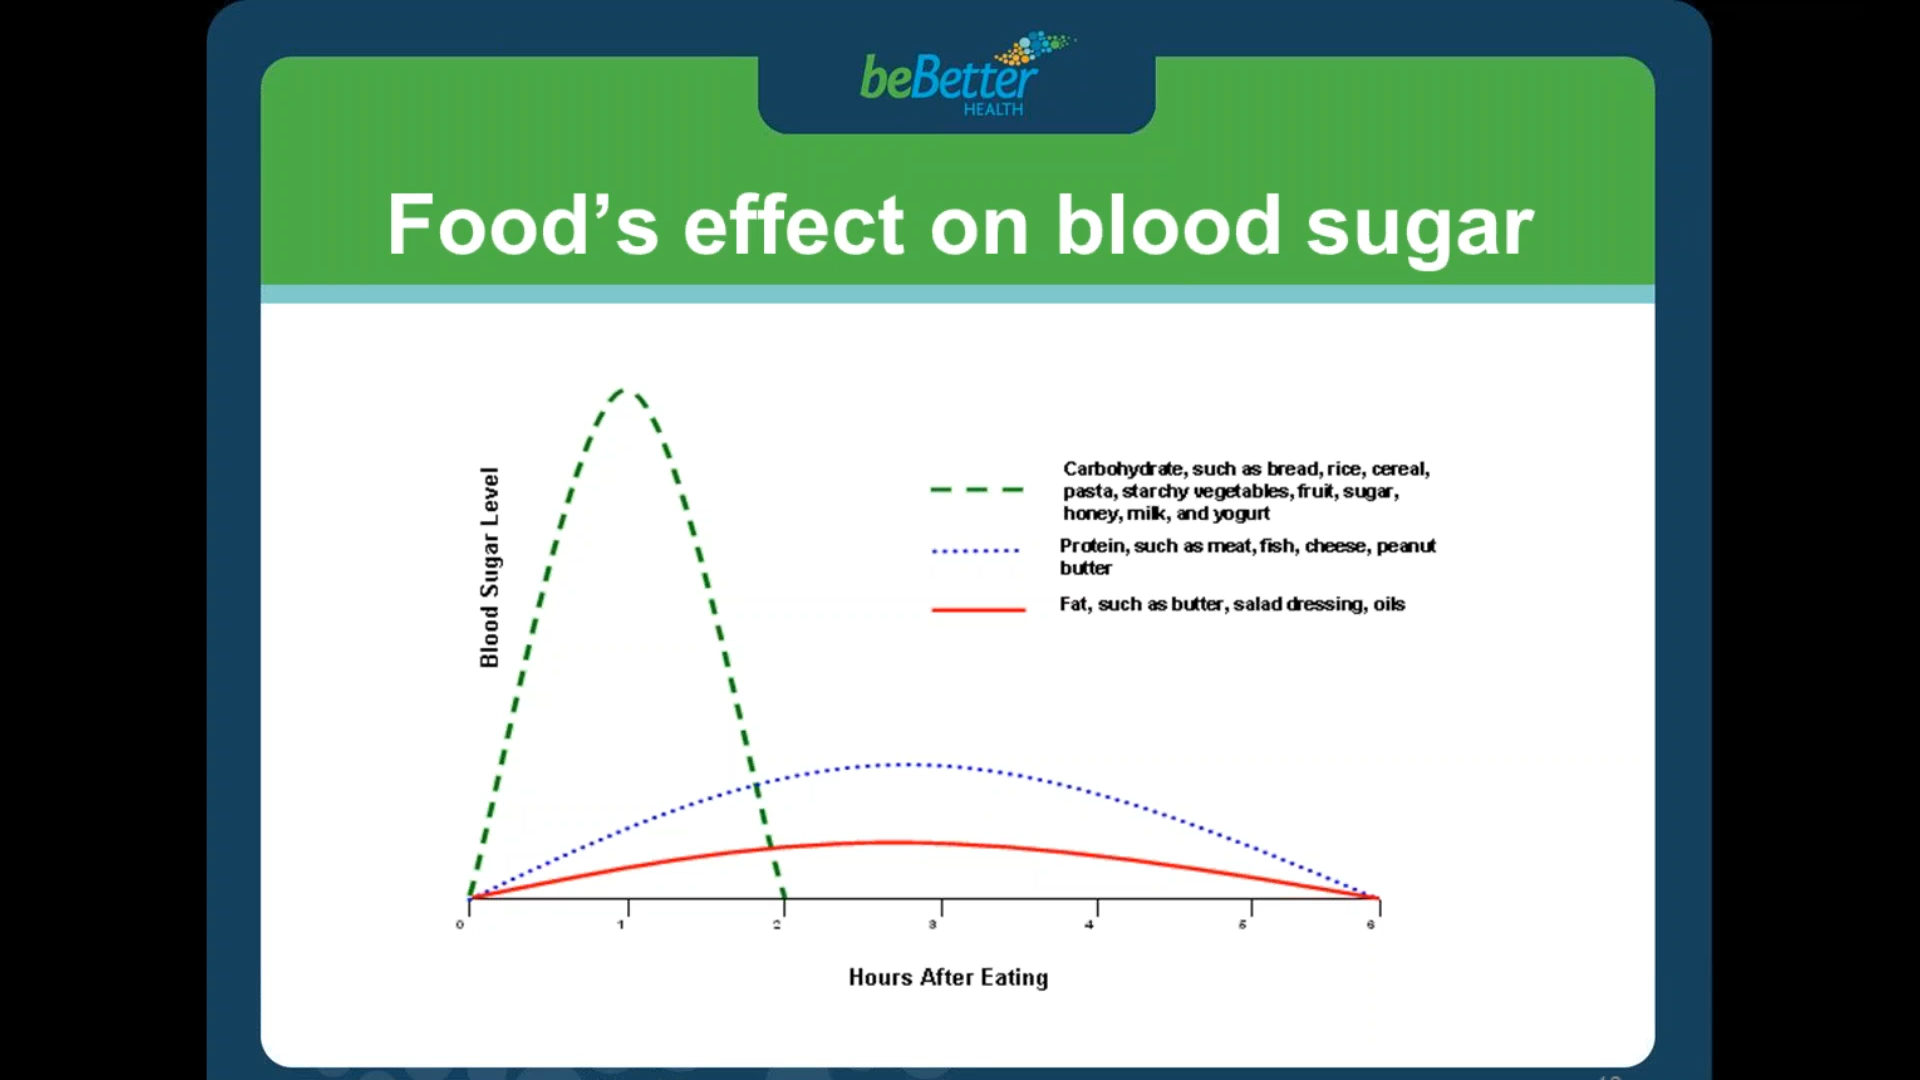 beBetter
HEALTH
Food’s effect on blood sugar
Blood Sugar Level
Carbohydrate, such as bread, rice, cereal,
pasta, starchy vegetables, fruit, sugar,
honey, milk, and yogurt
Protein, such as meat, fish, cheese, peanut
butter
Fat, such as butter, salad dressing, oils
0 1 2 3 4 5 6
Hours After Eating